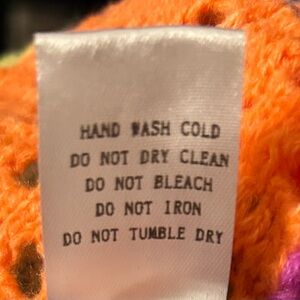 HAND WASH COLD
DO NOT DRY CLEAN
DO NOT BLEACH
DO NOT IRON
DO NOT TUMBLE DRY